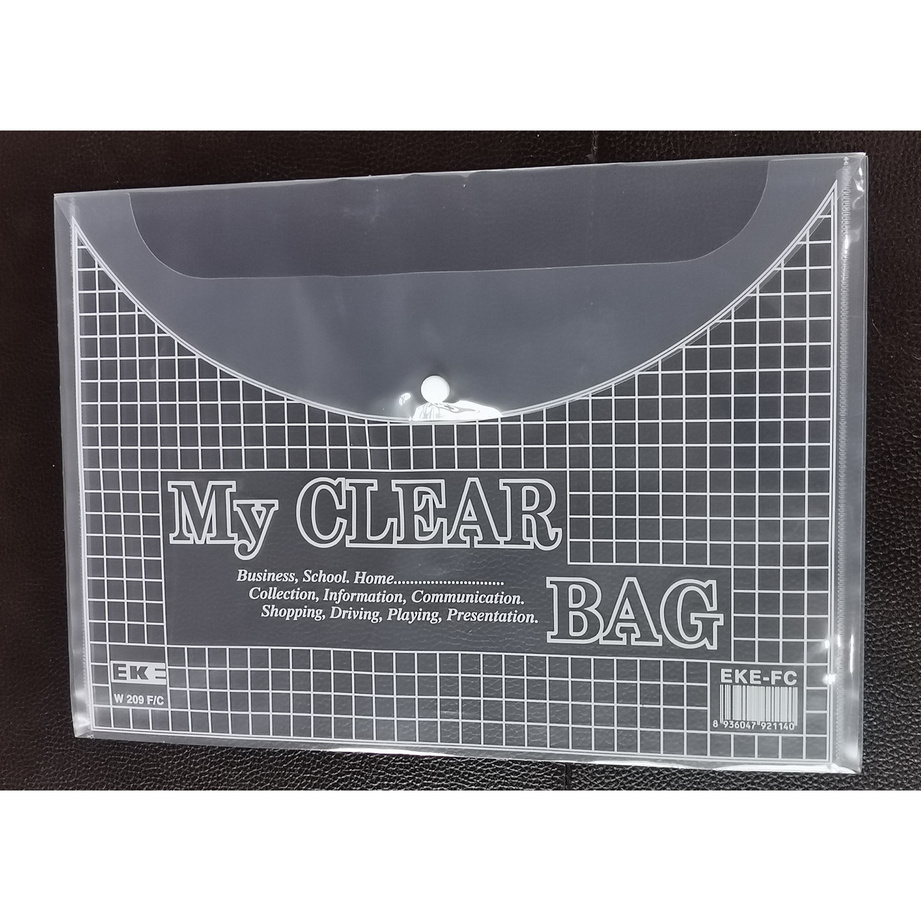 My CLEAR
BAG
Business, School. Home...........................
Collection, Information, Communication.
Shopping, Driving, Playing, Presentation.
EKE
W 209 F/C
EKE-FC
8 936047 921140